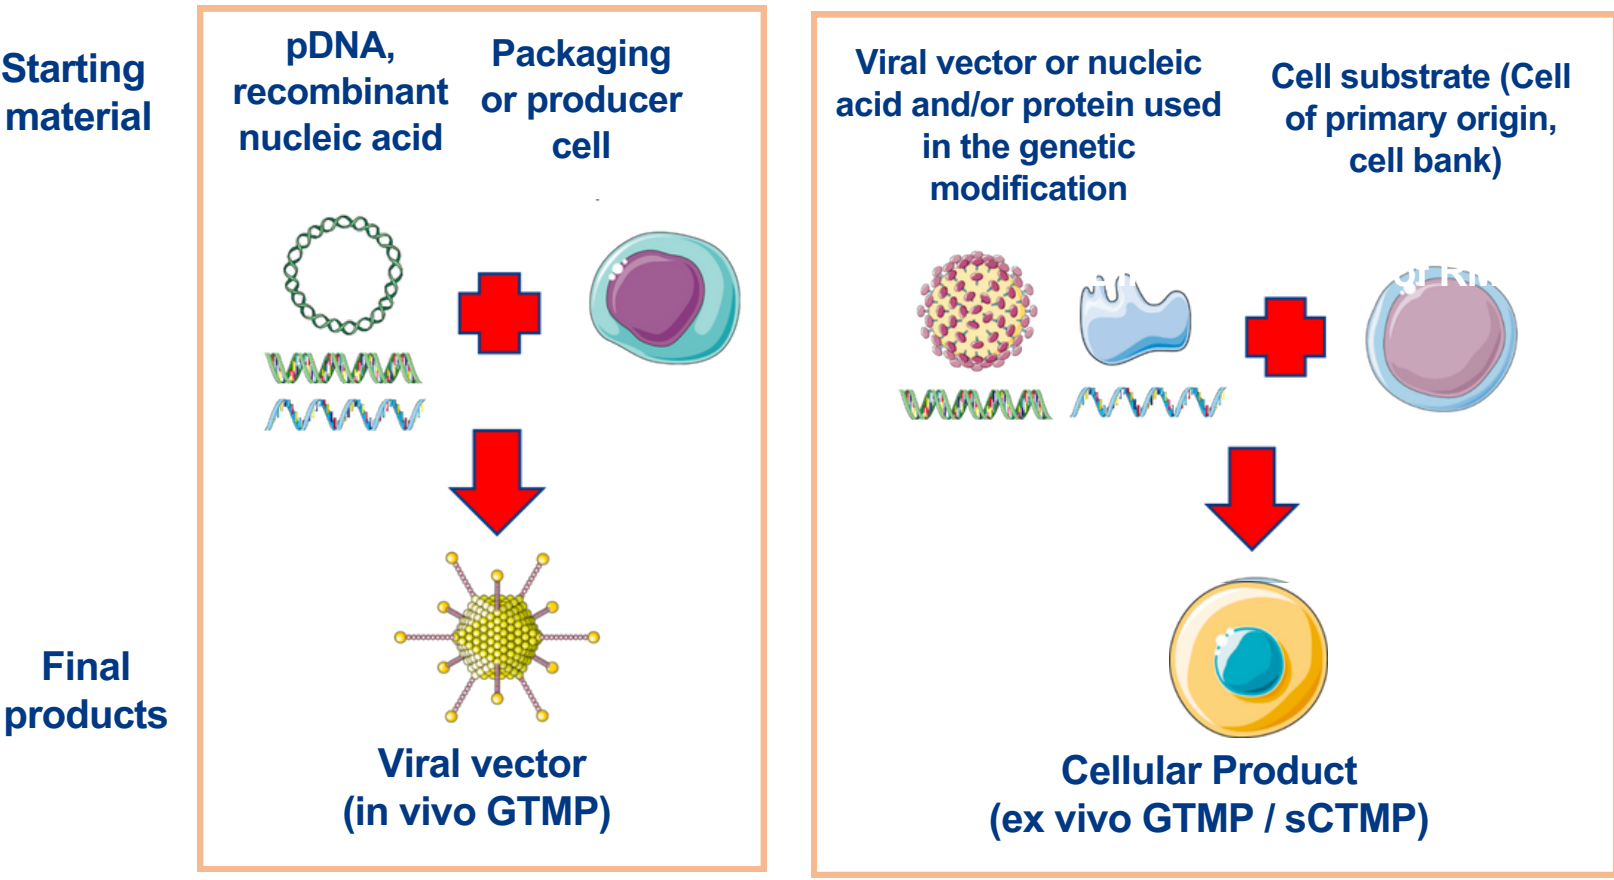 Starting
material
pDNA,
recombinant
nucleic acid
Packaging
or producer
cell
Viral vector or nucleic
acid and/or protein used
in the genetic
modification
Cell substrate (Cell
of primary origin,
cell bank)
Final
products
Viral vector
(in vivo GTMP)
Cellular Product
(ex vivo GTMP / sCTMP)